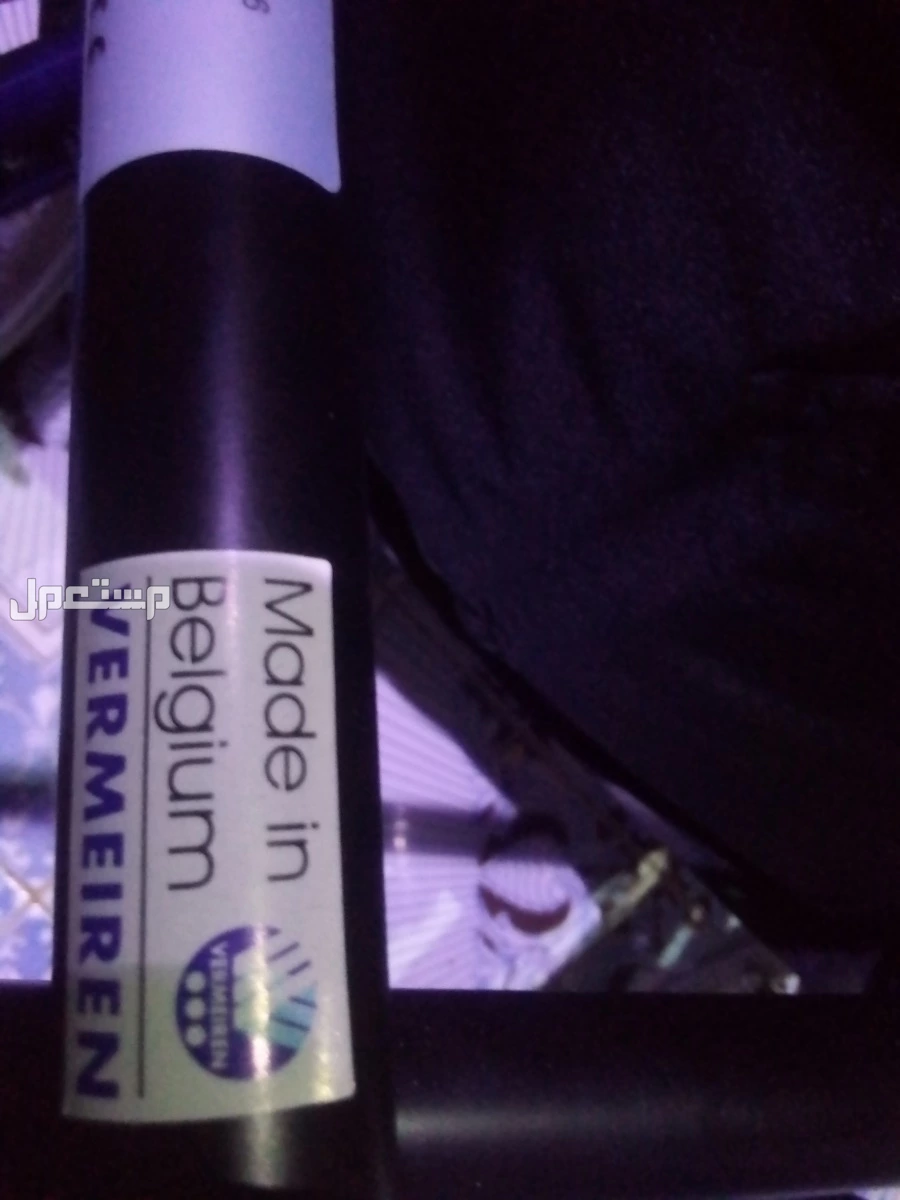 Made in
Belgium
VERMEIREN
VERMEIREN
مستعمل